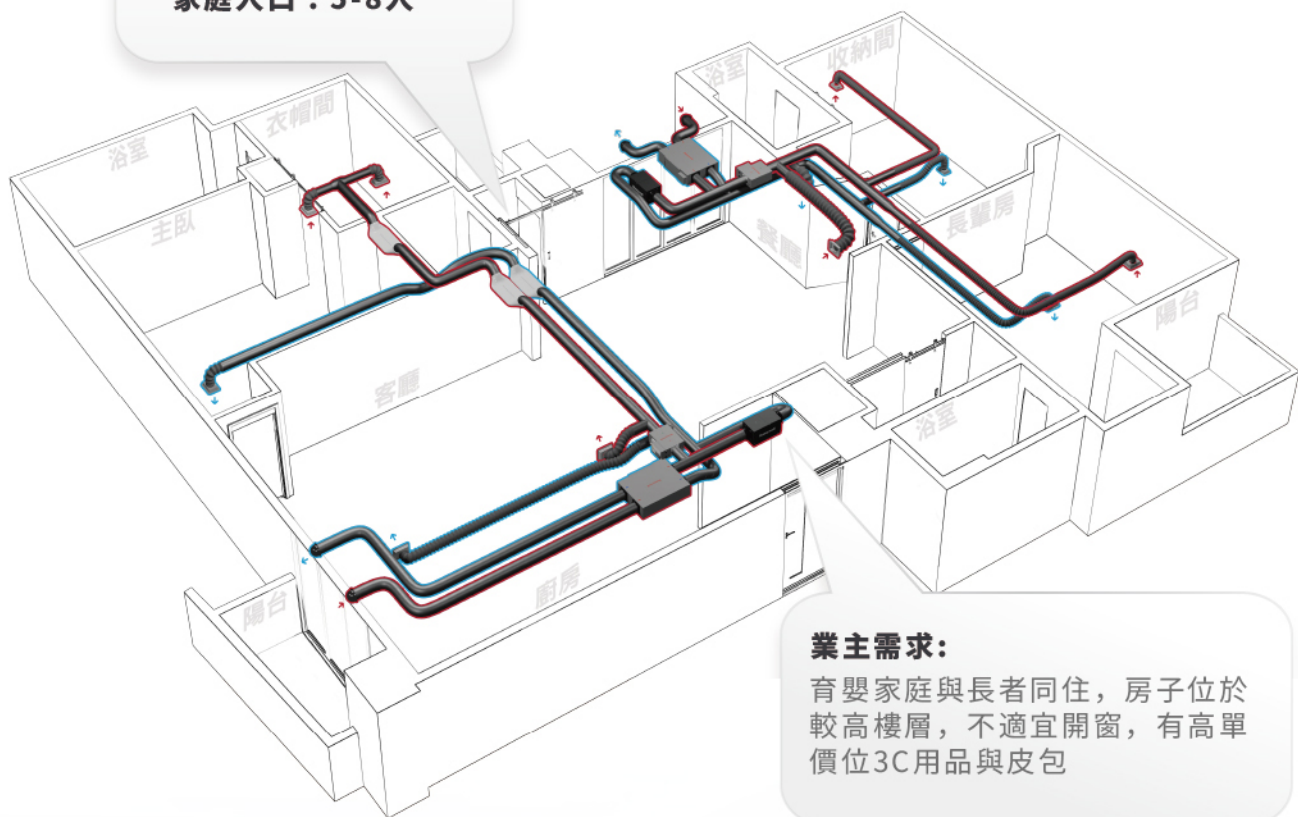 家庭人口：5-8人
浴室
收納間
衣帽間
浴室
主臥
餐廳
長輩房
陽台
客廳
浴室
廚房
陽台
業主需求:
育嬰家庭與長者同住，房子位於
較高樓層，不適宜開窗，有高單
價位3C用品與皮包